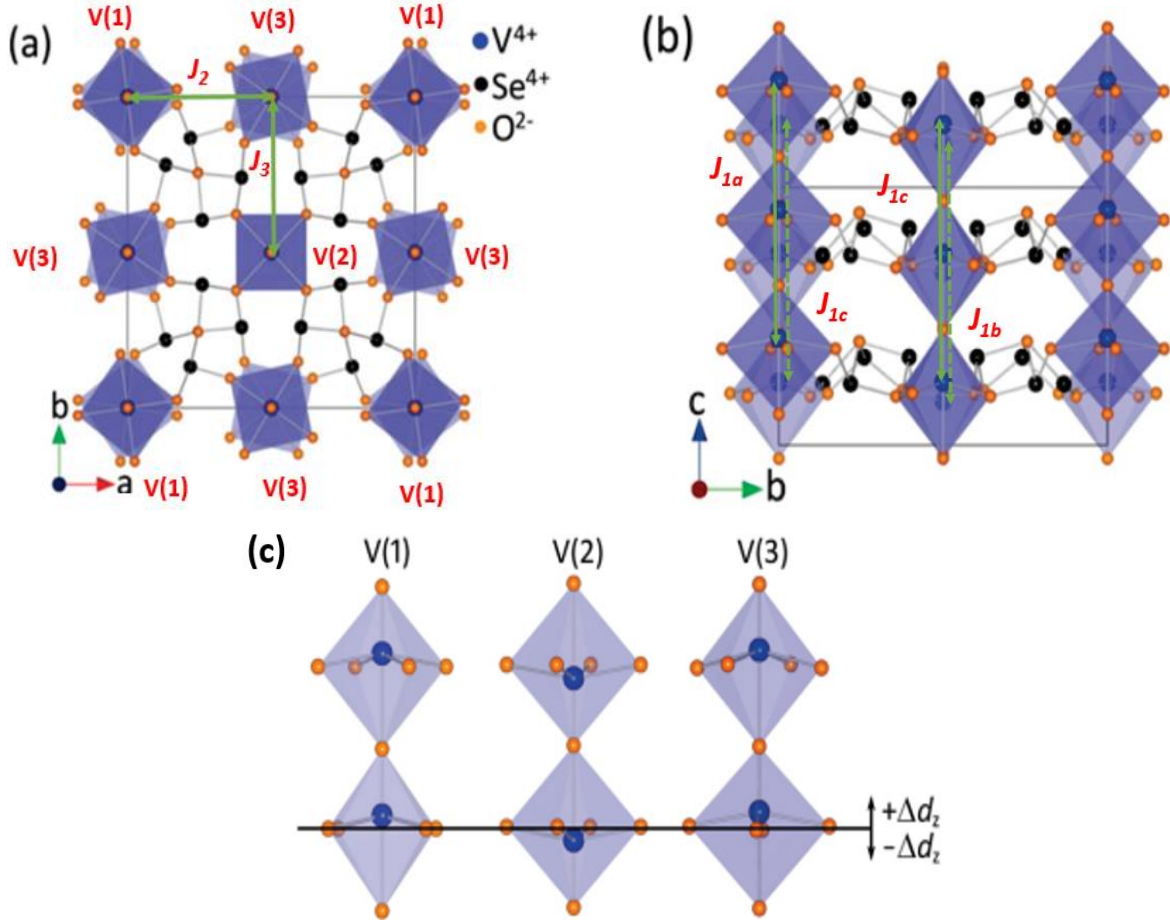 (a)
V(1)
V(3)
V(1)
J2
J3
V(3)
V(2)
V(3)
b
a
V(1)
V(3)
V(1)
V4+
Se4+
O2-
(b)
J1a
J1c
J1c
J1b
c
b
(c)
V(1)
V(2)
V(3)
+Δdz
−Δdz